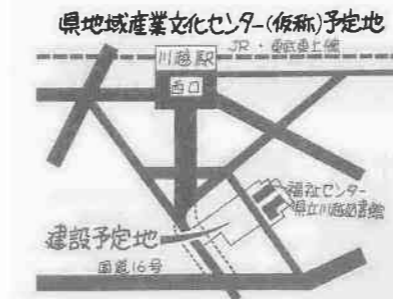 県地域産業文化センター(仮称)予定地
JR・東武東上線
川越駅
西口
福祉センター
県立川越図書館
建設予定地
国道16号